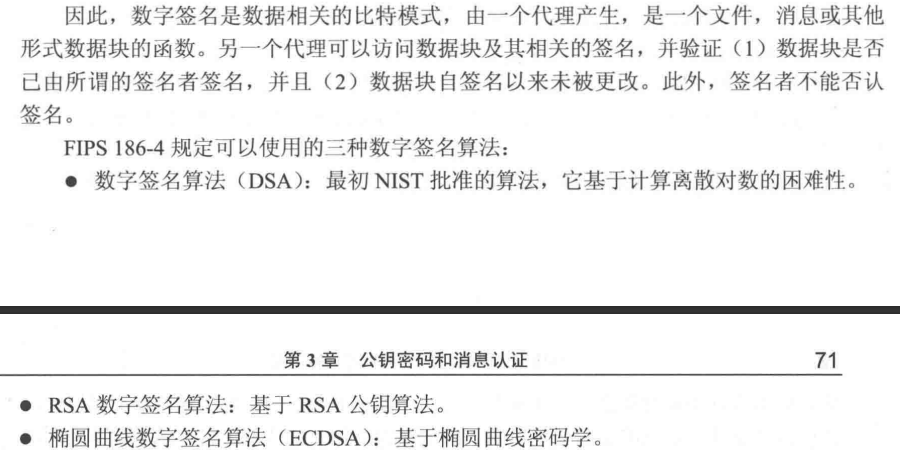 因此，数字签名是数据相关的比特模式，由一个代理产生，是一个文件，消息或其他
形式数据块的函数。另一个代理可以访问数据块及其相关的签名，并验证（1）数据块是否
已由所谓的签名者签名，并且（2）数据块自签名以来未被更改。此外，签名者不能否认
签名。
FIPS 186-4 规定可以使用的三种数字签名算法：
● 数字签名算法（DSA）：最初 NIST 批准的算法，它基于计算离散对数的困难性。
第 3 章 公钥密码和消息认证 71
● RSA 数字签名算法：基于 RSA 公钥算法。
● 椭圆曲线数字签名算法（ECDSA）：基于椭圆曲线密码学。